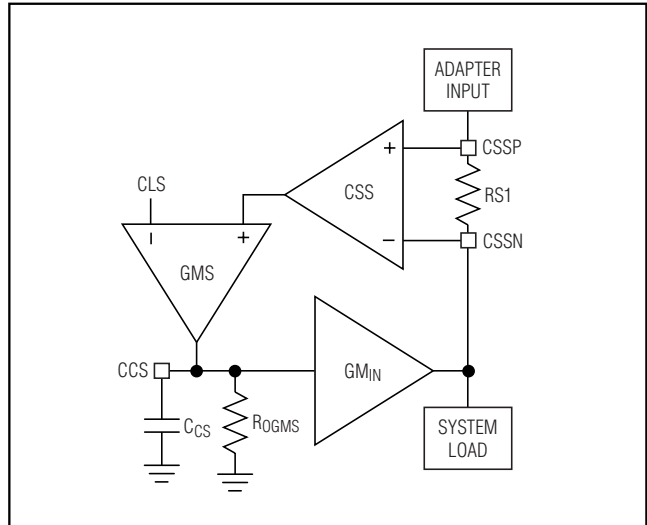 ADAPTER
INPUT
CSSP
+
CSS
RS1
CLS
−
CSSN
− +
GMS
CCS
GMIN
CCS
ROGMS
SYSTEM
LOAD